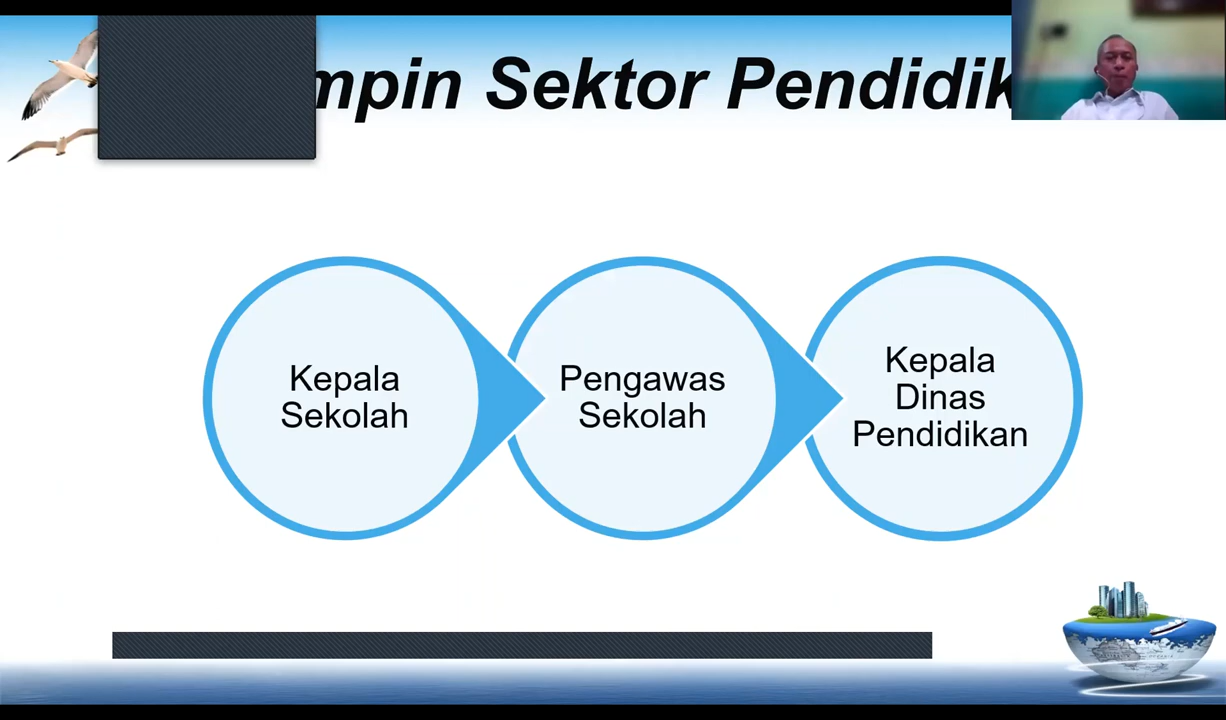 mpin Sektor Pendidik
Kepala
Sekolah
Pengawas
Sekolah
Kepala
Dinas
Pendidikan